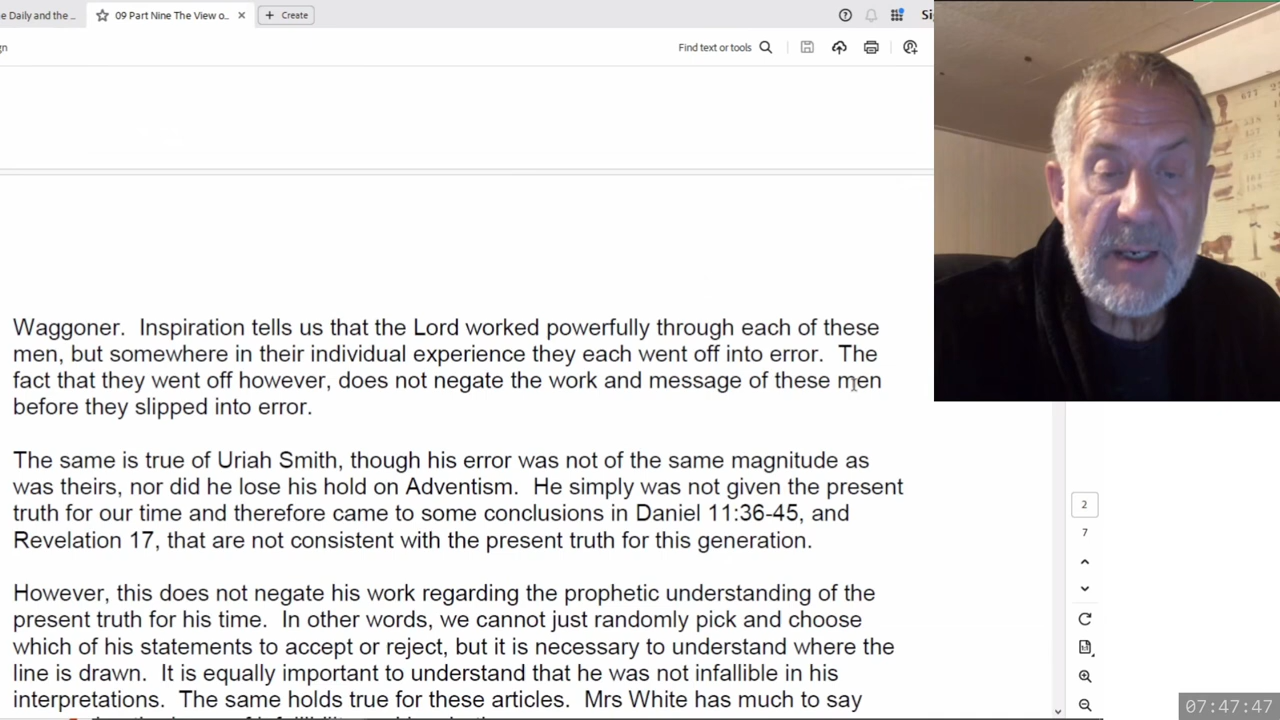 e Daily and the ...
09 Part Nine The View o...
Create
Find text or tools
Waggoner. Inspiration tells us that the Lord worked powerfully through each of these
men, but somewhere in their individual experience they each went off into error. The
fact that they went off however, does not negate the work and message of these men
before they slipped into error.
The same is true of Uriah Smith, though his error was not of the same magnitude as
was theirs, nor did he lose his hold on Adventism. He simply was not given the present
truth for our time and therefore came to some conclusions in Daniel 11:36-45, and
Revelation 17, that are not consistent with the present truth for this generation.
However, this does not negate his work regarding the prophetic understanding of the
present truth for his time. In other words, we cannot just randomly pick and choose
which of his statements to accept or reject, but it is necessary to understand where the
line is drawn. It is equally important to understand that he was not infallible in his
interpretations. The same holds true for these articles. Mrs White has much to say
2
7
07:47:47